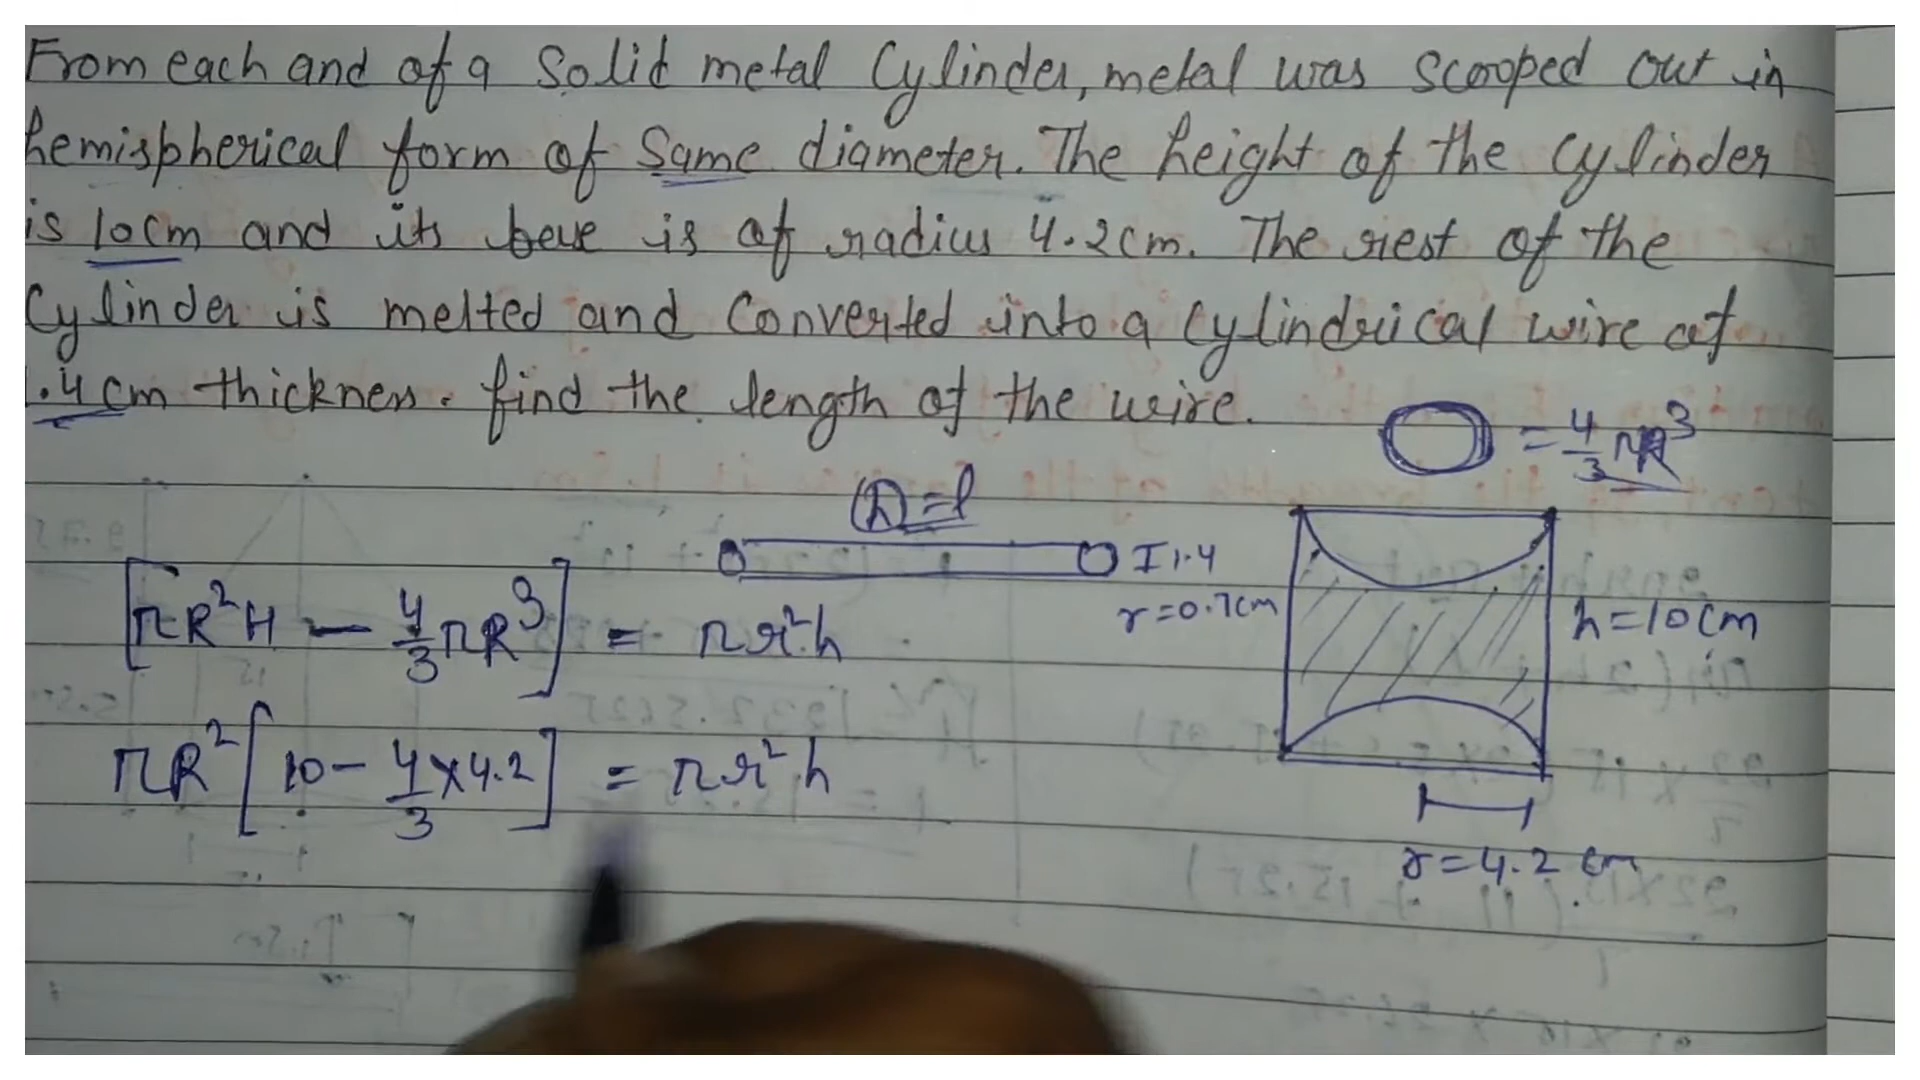 From each and of a Solid metal Cylinder, metal was Scooped out in
hemispherical form of Same diameter. The height of the Cylinder
is 10cm and its base is of radius 4.2cm. The rest of the
Cylinder is melted and Converted into a Cylindrical wire of
1.4cm thickness. find the length of the wire.
= 4/3 πR³
(h) = l
I 1.4
r=0.7cm
h=10cm
[πR²H — 4/3 πR³] = πr²h
πR² [10 - 4/3 × 4.2] = πr²h
r=4.2 cm